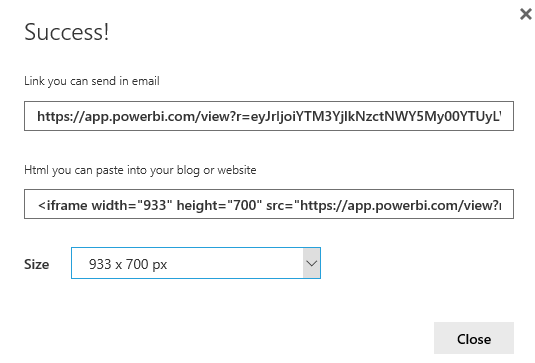 Success!
Link you can send in email
https://app.powerbi.com/view?r=eyJrIjoiYTM3YjlkNzctNWY5My00YTUyL
Html you can paste into your blog or website
<iframe width="933" height="700" src="https://app.powerbi.com/view?r
Size
933 x 700 px
Close